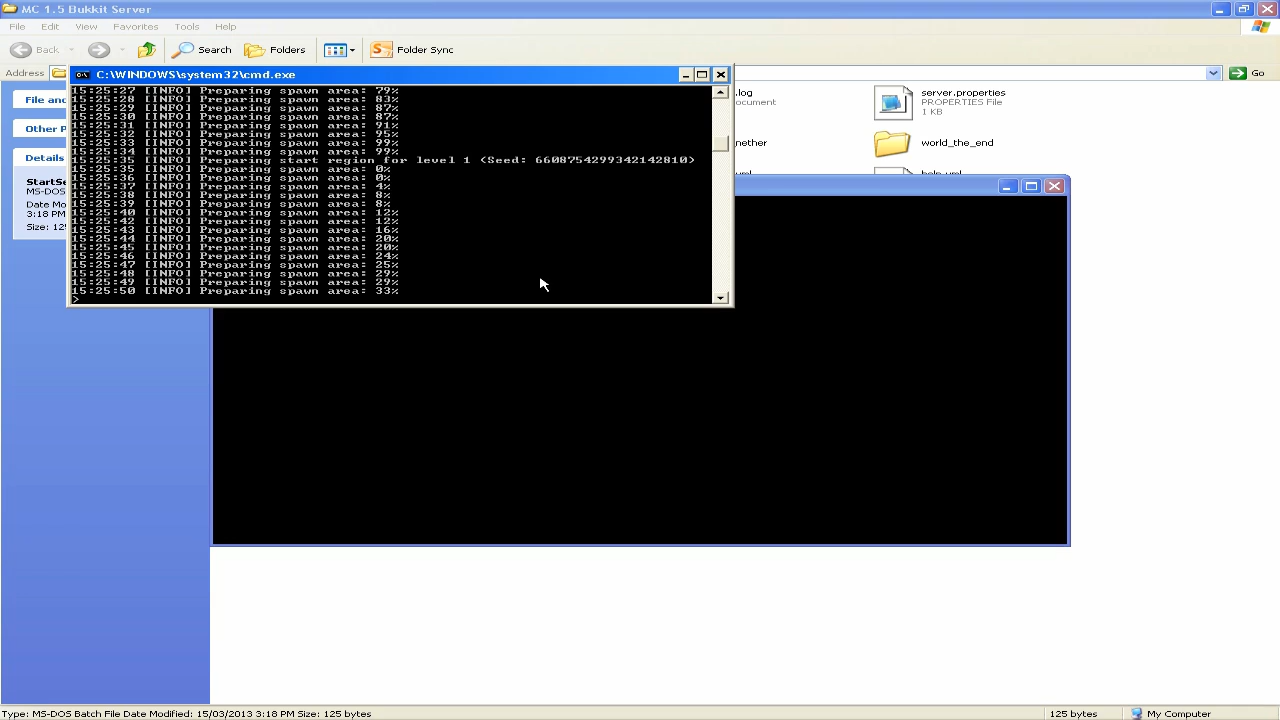 MC 1.5 Bukkit Server
File Edit View Favorites Tools Help
Back Search Folders Folder Sync
Address Go
C:\WINDOWS\system32\cmd.exe
15:25:27 [INFO] Preparing spawn area: 79%
15:25:28 [INFO] Preparing spawn area: 83%
15:25:29 [INFO] Preparing spawn area: 87%
15:25:30 [INFO] Preparing spawn area: 87%
15:25:31 [INFO] Preparing spawn area: 91%
15:25:32 [INFO] Preparing spawn area: 95%
15:25:33 [INFO] Preparing spawn area: 99%
15:25:34 [INFO] Preparing spawn area: 99%
15:25:35 [INFO] Preparing start region for level 1 (Seed: 6608754299342142810)
15:25:35 [INFO] Preparing spawn area: 0%
15:25:36 [INFO] Preparing spawn area: 0%
15:25:37 [INFO] Preparing spawn area: 4%
15:25:38 [INFO] Preparing spawn area: 8%
15:25:39 [INFO] Preparing spawn area: 8%
15:25:40 [INFO] Preparing spawn area: 12%
15:25:42 [INFO] Preparing spawn area: 12%
15:25:43 [INFO] Preparing spawn area: 16%
15:25:44 [INFO] Preparing spawn area: 20%
15:25:45 [INFO] Preparing spawn area: 20%
15:25:46 [INFO] Preparing spawn area: 24%
15:25:47 [INFO] Preparing spawn area: 25%
15:25:48 [INFO] Preparing spawn area: 29%
15:25:49 [INFO] Preparing spawn area: 29%
15:25:50 [INFO] Preparing spawn area: 33%
>
File and
Other P
Details
StartSe
MS-DOS
Date Mo
3:18 PM
Size: 125
.log
ocument
server.properties
PROPERTIES File
1 KB
nether
world_the_end
Type: MS-DOS Batch File Date Modified: 15/03/2013 3:18 PM Size: 125 bytes
125 bytes
My Computer